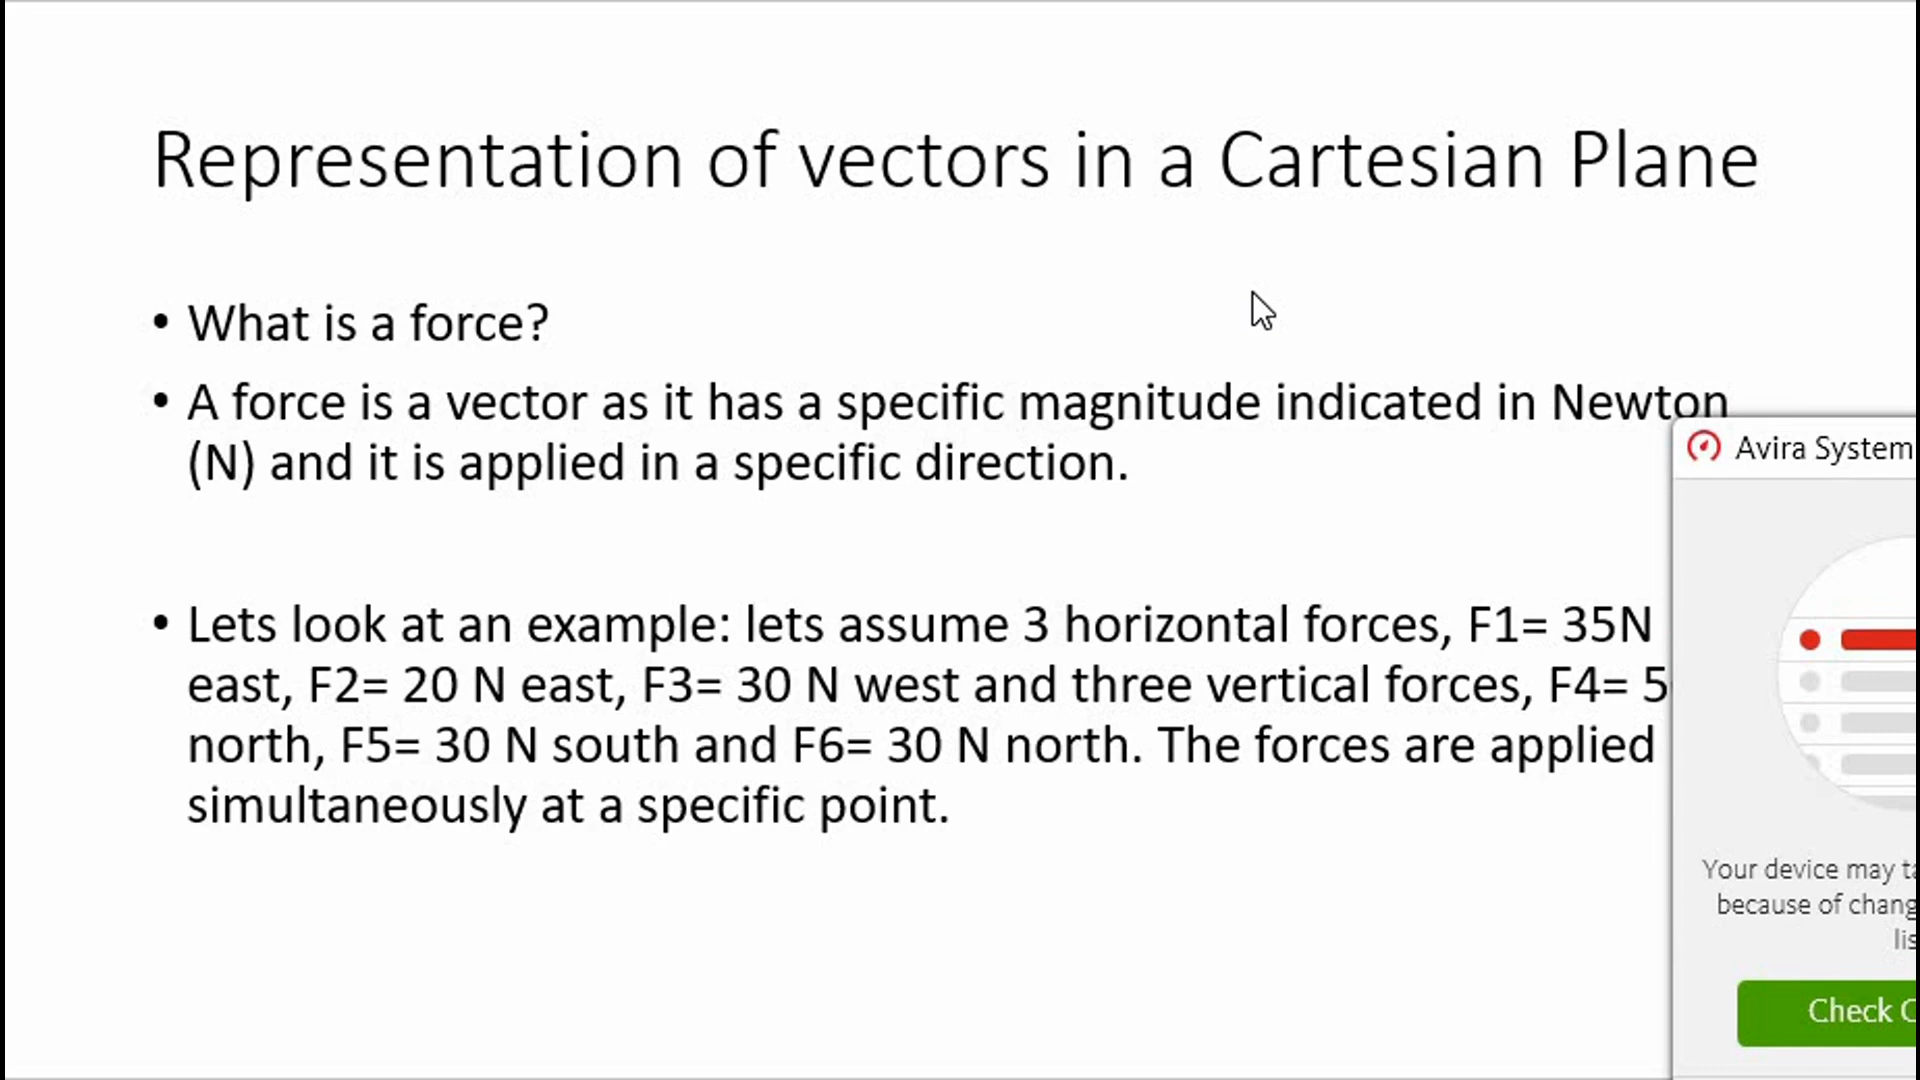 Representation of vectors in a Cartesian Plane
• What is a force?
• A force is a vector as it has a specific magnitude indicated in Newton
(N) and it is applied in a specific direction.
• Lets look at an example: lets assume 3 horizontal forces, F1= 35N
east, F2= 20 N east, F3= 30 N west and three vertical forces, F4= 5
north, F5= 30 N south and F6= 30 N north. The forces are applied
simultaneously at a specific point.
Avira System
Your device may
because of
Check